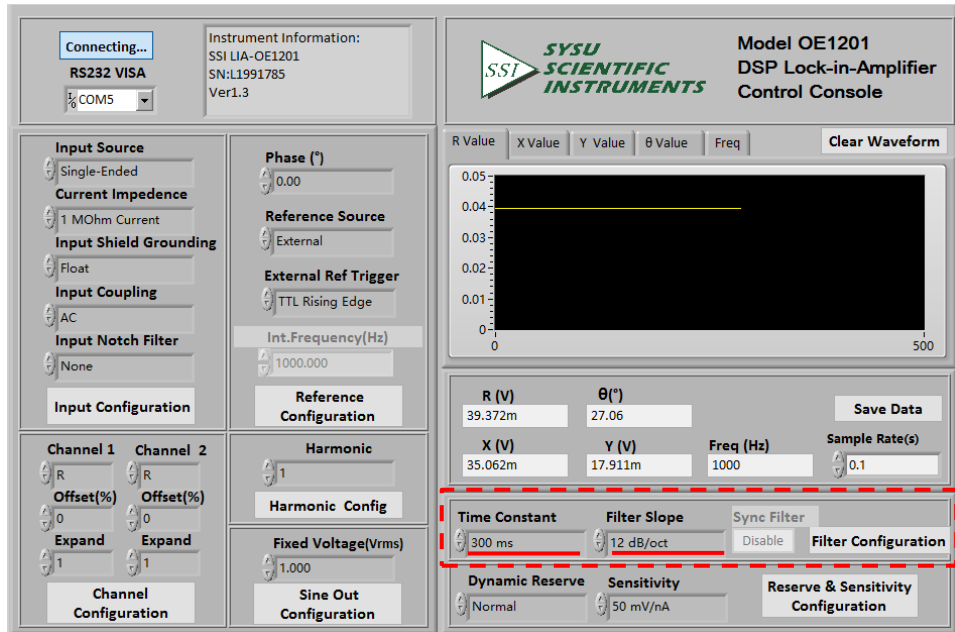 Connecting...
RS232 VISA
COM5
Instrument Information:
SSI LIA-OE1201
SN:L1991785
Ver1.3
SSI
SYSU
SCIENTIFIC
INSTRUMENTS
Model OE1201
DSP Lock-in-Amplifier
Control Console
Input Source
Single-Ended
Current Impedence
1 MOhm Current
Input Shield Grounding
Float
Input Coupling
AC
Input Notch Filter
None
Input Configuration
Phase (°)
0.00
Reference Source
External
External Ref Trigger
TTL Rising Edge
Int.Frequency(Hz)
1000.000
Reference
Configuration
R Value X Value Y Value θ Value Freq Clear Waveform
0.05
0.04
0.03
0.02
0.01
0
0 500
R (V) θ(°)
39.372m 27.06 Save Data
X (V) Y (V) Freq (Hz) Sample Rate(s)
35.062m 17.911m 1000 0.1
Channel 1 Channel 2
R R
Offset(%) Offset(%)
0 0
Expand Expand
1 1
Channel
Configuration
Harmonic
1
Harmonic Config
Fixed Voltage(Vrms)
1.000
Sine Out
Configuration
Time Constant Filter Slope Sync Filter
300 ms 12 dB/oct Disable Filter Configuration
Dynamic Reserve Sensitivity
Normal 50 mV/nA
Reserve & Sensitivity
Configuration